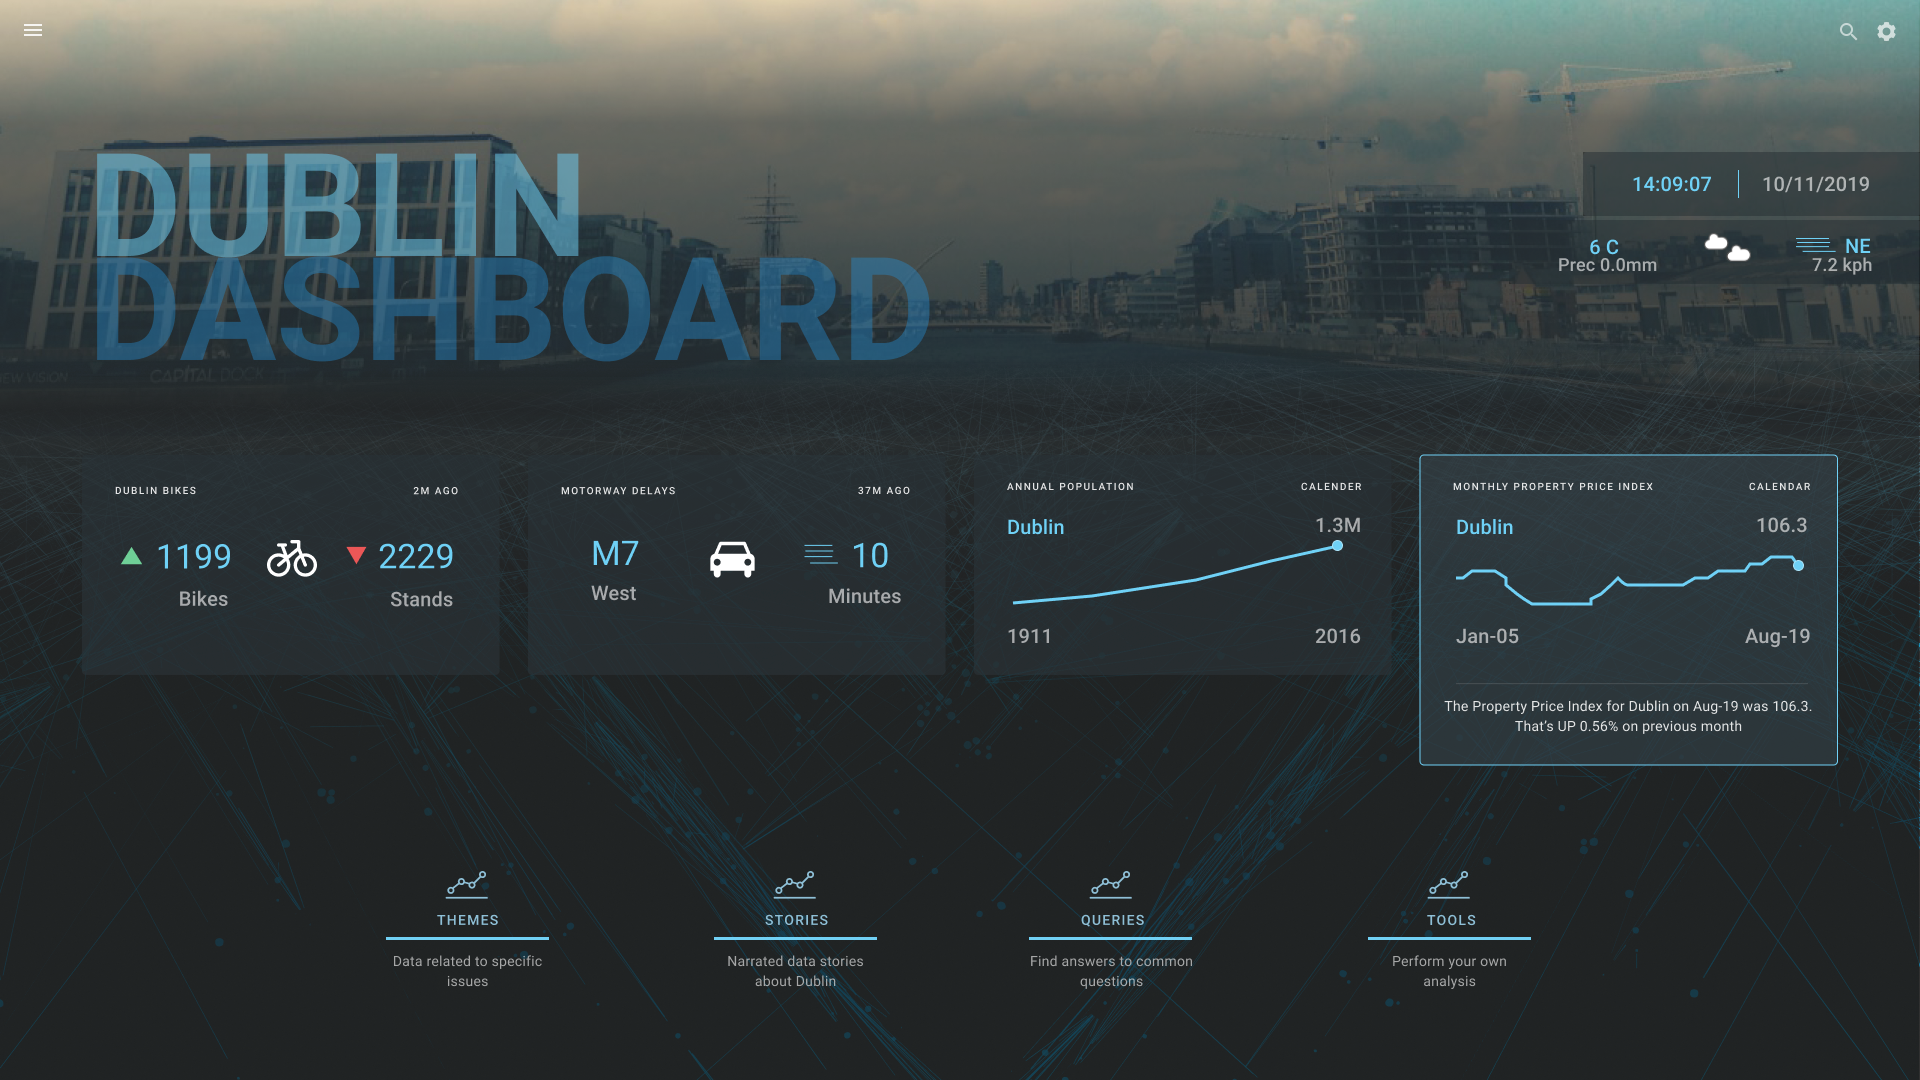 DUBLIN
DASHBOARD
14:09:07 10/11/2019
6 C NE
Prec 0.0mm 7.2 kph
EW VISION CAPITAL DOCK
DUBLIN BIKES 2M AGO
1199 2229
Bikes Stands
MOTORWAY DELAYS 37M AGO
M7 10
West Minutes
ANNUAL POPULATION CALENDER
Dublin 1.3M
1911 2016
MONTHLY PROPERTY PRICE INDEX CALENDAR
Dublin 106.3
Jan-05 Aug-19
The Property Price Index for Dublin on Aug-19 was 106.3.
That's UP 0.56% on previous month
THEMES
Data related to specific
issues
STORIES
Narrated data stories
about Dublin
QUERIES
Find answers to common
questions
TOOLS
Perform your own
analysis